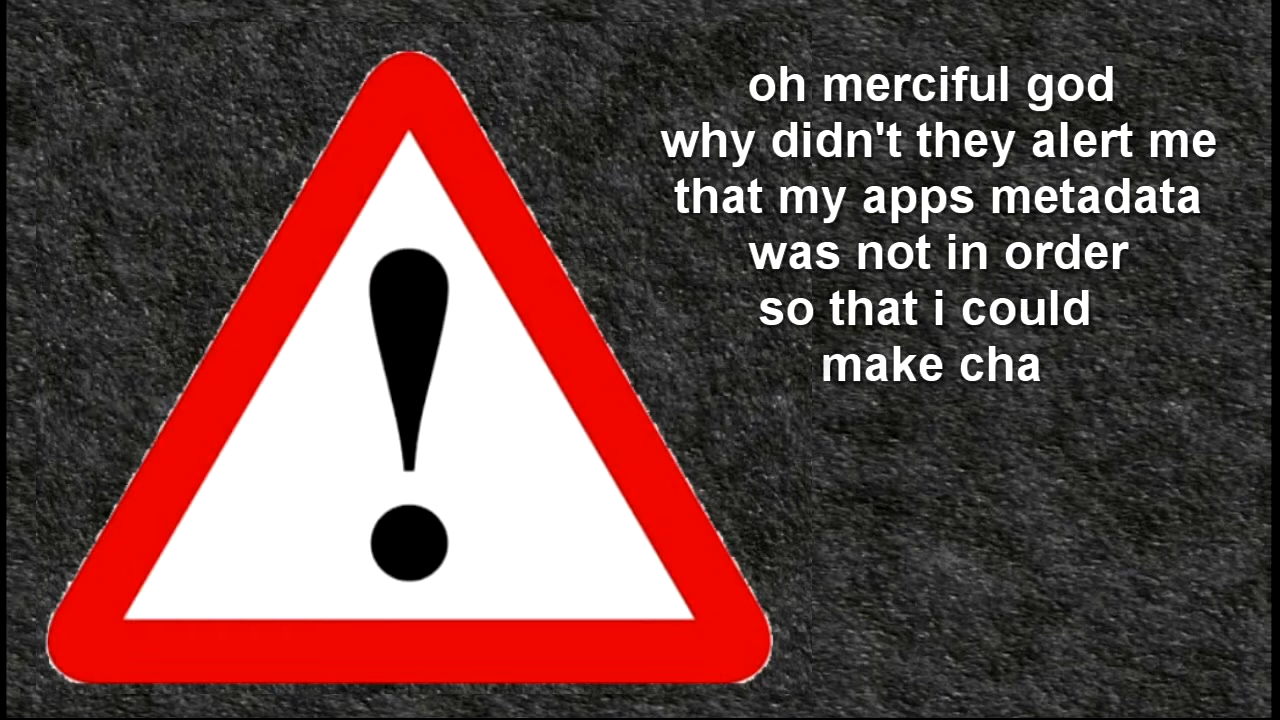 oh merciful god
why didn't they alert me
that my apps metadata
was not in order
so that i could
make cha